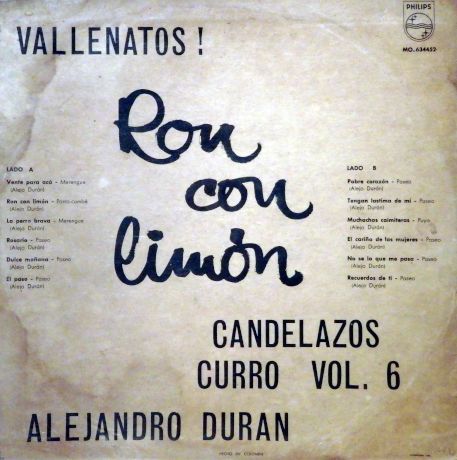 VALLENATOS !
PHILIPS
MO. 634452
Ron
con
limón
LADO A
Vente para acá - Merengue
(Alejo Durán)
Ron con limón -
(Alejo Durán)
La perra brava - Merengue
(Alejo Durán)
Rosario - Paseo
(Alejo Durán)
Dulce mañana - Paseo
(Alejo Durán)
El paso - Paseo
(Alejo Durán)
LADO B
Pobre corazón - Paseo
(Alejo Durán)
Tengan lastima de mi - Paseo
(Alejo Durán)
Muchachos caimiteros - Puya
(Alejo Durán)
El cariño de las mujeres - Paseo
(Alejo Durán)
No se lo que me pasa - Paseo
(Alejo Durán)
Recuerdos de ti - Paseo
(Alejo Durán)
CANDELAZOS
CURRO VOL. 6
ALEJANDRO DURAN
HECHO EN COLOMBIA